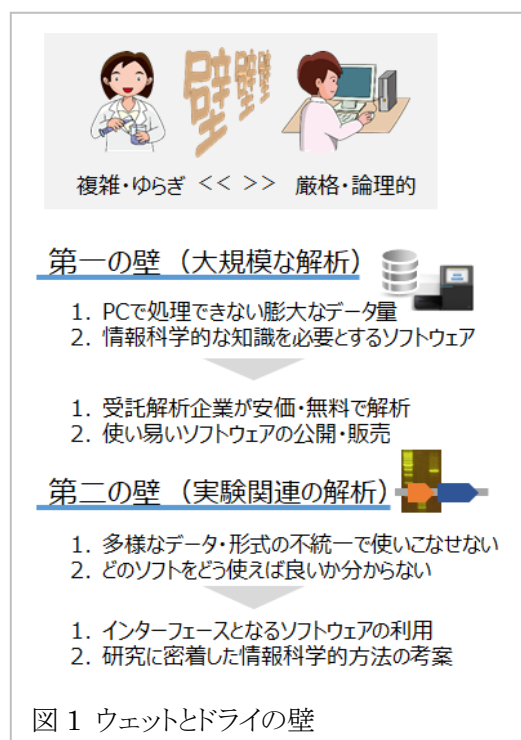 壁壁壁
複雑・ゆらぎ << >> 厳格・論理的
第一の壁 （大規模な解析）
1. PCで処理できない膨大なデータ量
2. 情報科学的な知識を必要とするソフトウェア
1. 受託解析企業が安価・無料で解析
2. 使い易いソフトウェアの公開・販売
第二の壁 （実験関連の解析）
1. 多様なデータ・形式の不統一で使いこなせない
2. どのソフトをどう使えば良いか分からない
1. インターフェースとなるソフトウェアの利用
2. 研究に密着した情報科学的方法の考案
図 1 ウェットとドライの壁